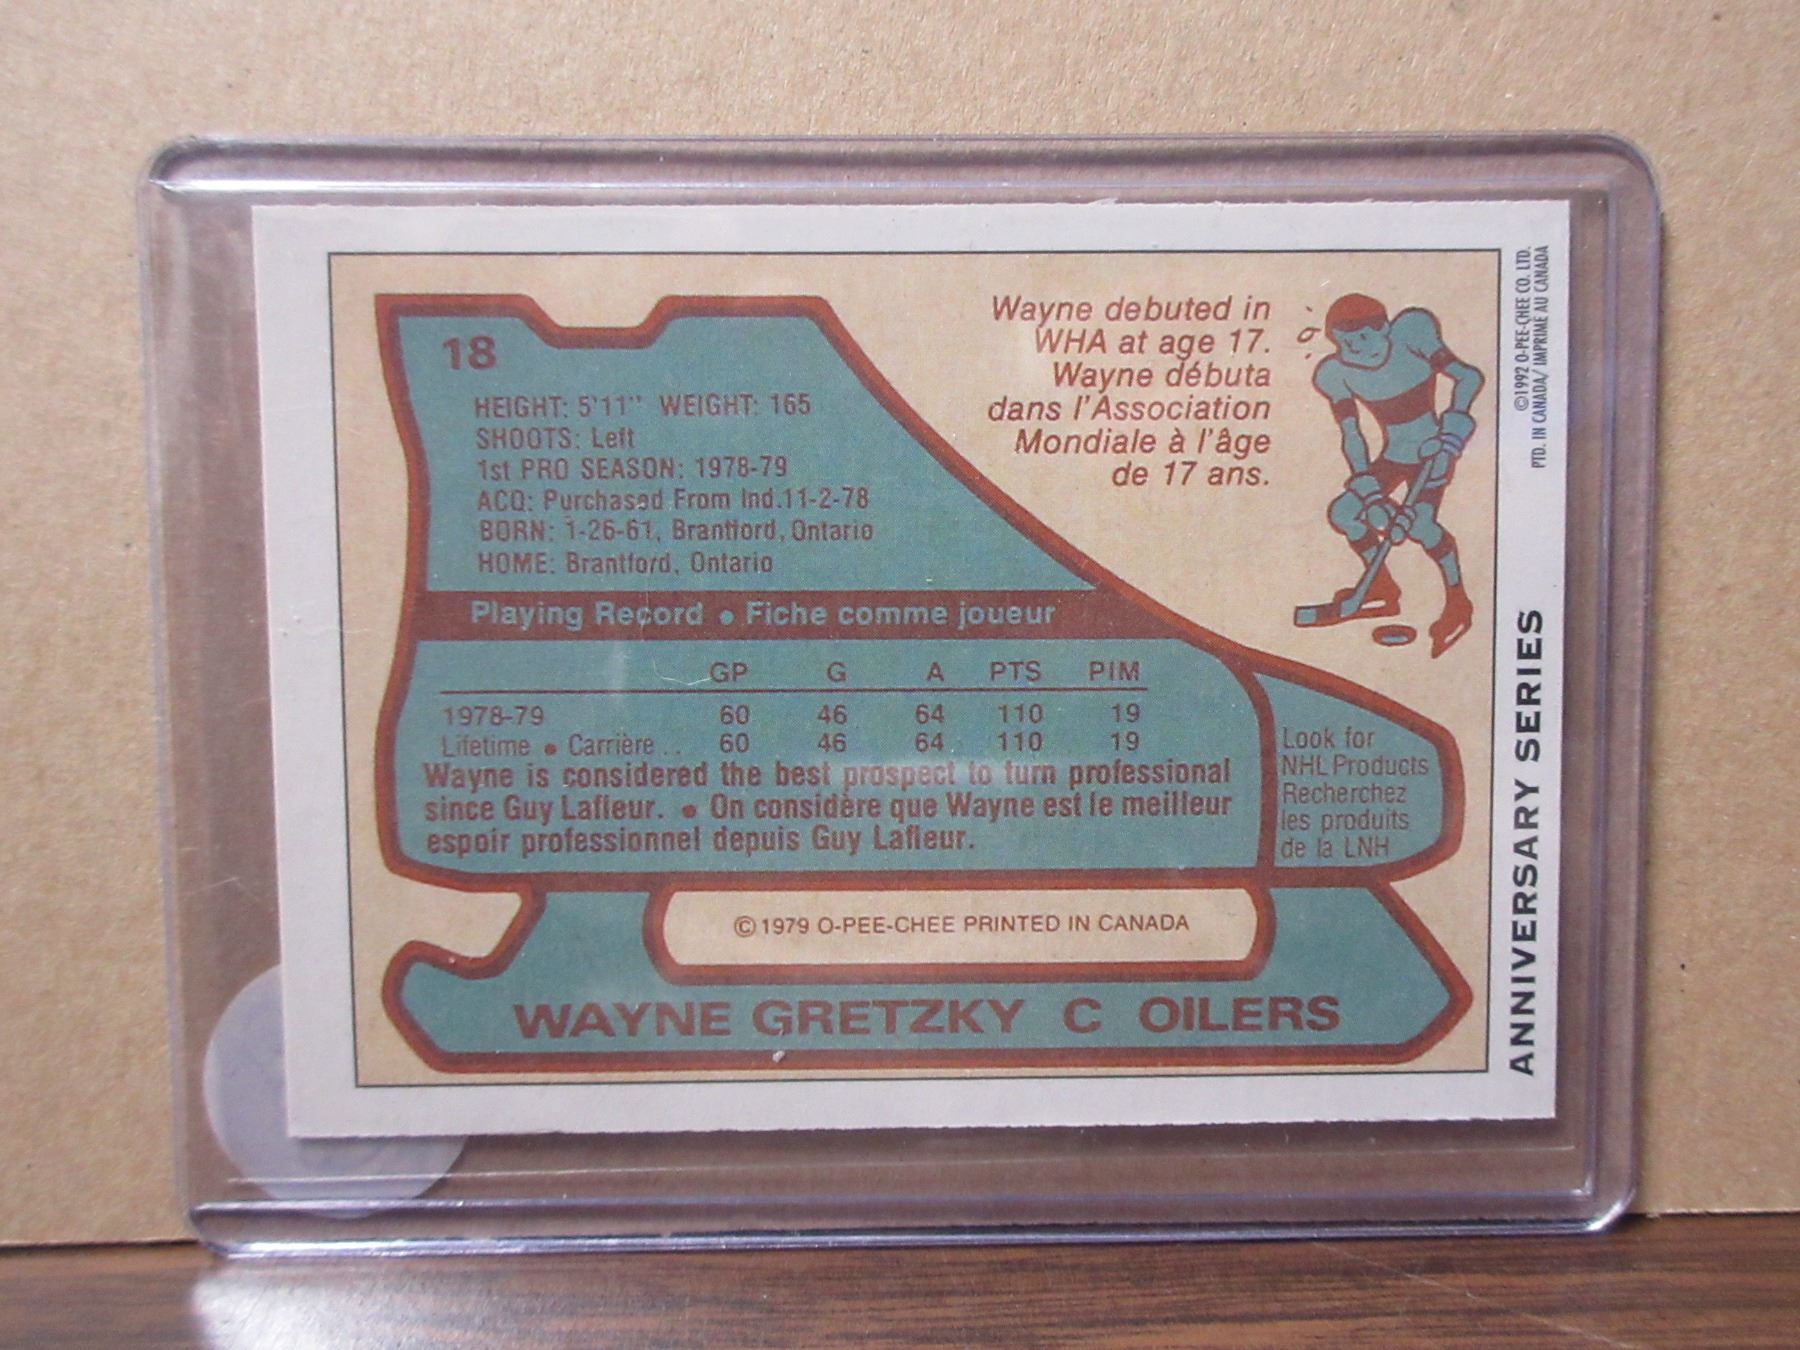 18
HEIGHT: 5'11" WEIGHT: 165
SHOOTS: Left
1st PRO SEASON: 1978-79
ACQ: Purchased From Ind.11-2-78
BORN: 1-26-61, Brantford, Ontario
HOME: Brantford, Ontario
Wayne debuted in
WHA at age 17.
Wayne débuta
dans l'Association
Mondiale à l'âge
de 17 ans.
Playing Record • Fiche comme joueur
GP G A PTS PIM
1978-79 60 46 64 110 19
Lifetime • Carrière .. 60 46 64 110 19
Wayne is considered the best prospect to turn professional
since Guy Lafleur. • On considère que Wayne est le meilleur
espoir professionnel depuis Guy Lafleur.
Look for
NHL Products
Recherchez
les produits
de la LNH
© 1979 O-PEE-CHEE PRINTED IN CANADA
WAYNE GRETZKY C OILERS
©1992 O-PEE-CHEE CO. LTD.
PTD. IN CANADA/ IMPRIME AU CANADA
ANNIVERSARY SERIES